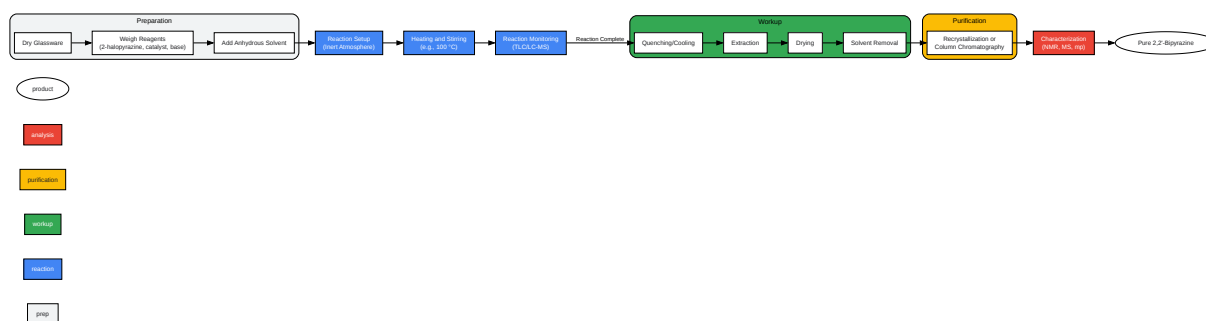 Preparation
Dry Glassware
Weigh Reagents
(2-halopyrazine, catalyst, base)
Add Anhydrous Solvent
Reaction Setup
(Inert Atmosphere)
Heating and Stirring
(e.g., 100 °C)
Reaction Monitoring
(TLC/LC-MS)
Reaction Complete
Workup
Quenching/Cooling
Extraction
Drying
Solvent Removal
Purification
Recrystallization or
Column Chromatography
Characterization
(NMR, MS, mp)
Pure 2,2'-Bipyrazine
product
analysis
purification
workup
reaction
prep